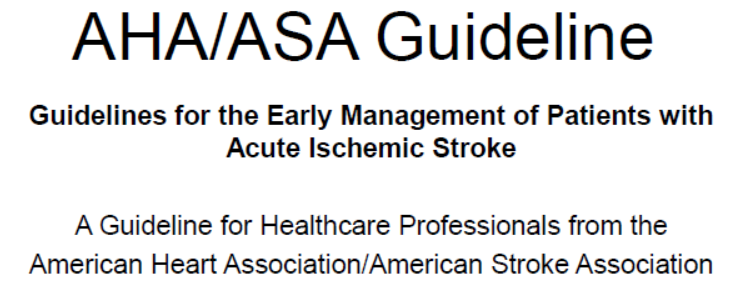 AHA/ASA Guideline
Guidelines for the Early Management of Patients with
Acute Ischemic Stroke
A Guideline for Healthcare Professionals from the
American Heart Association/American Stroke Association